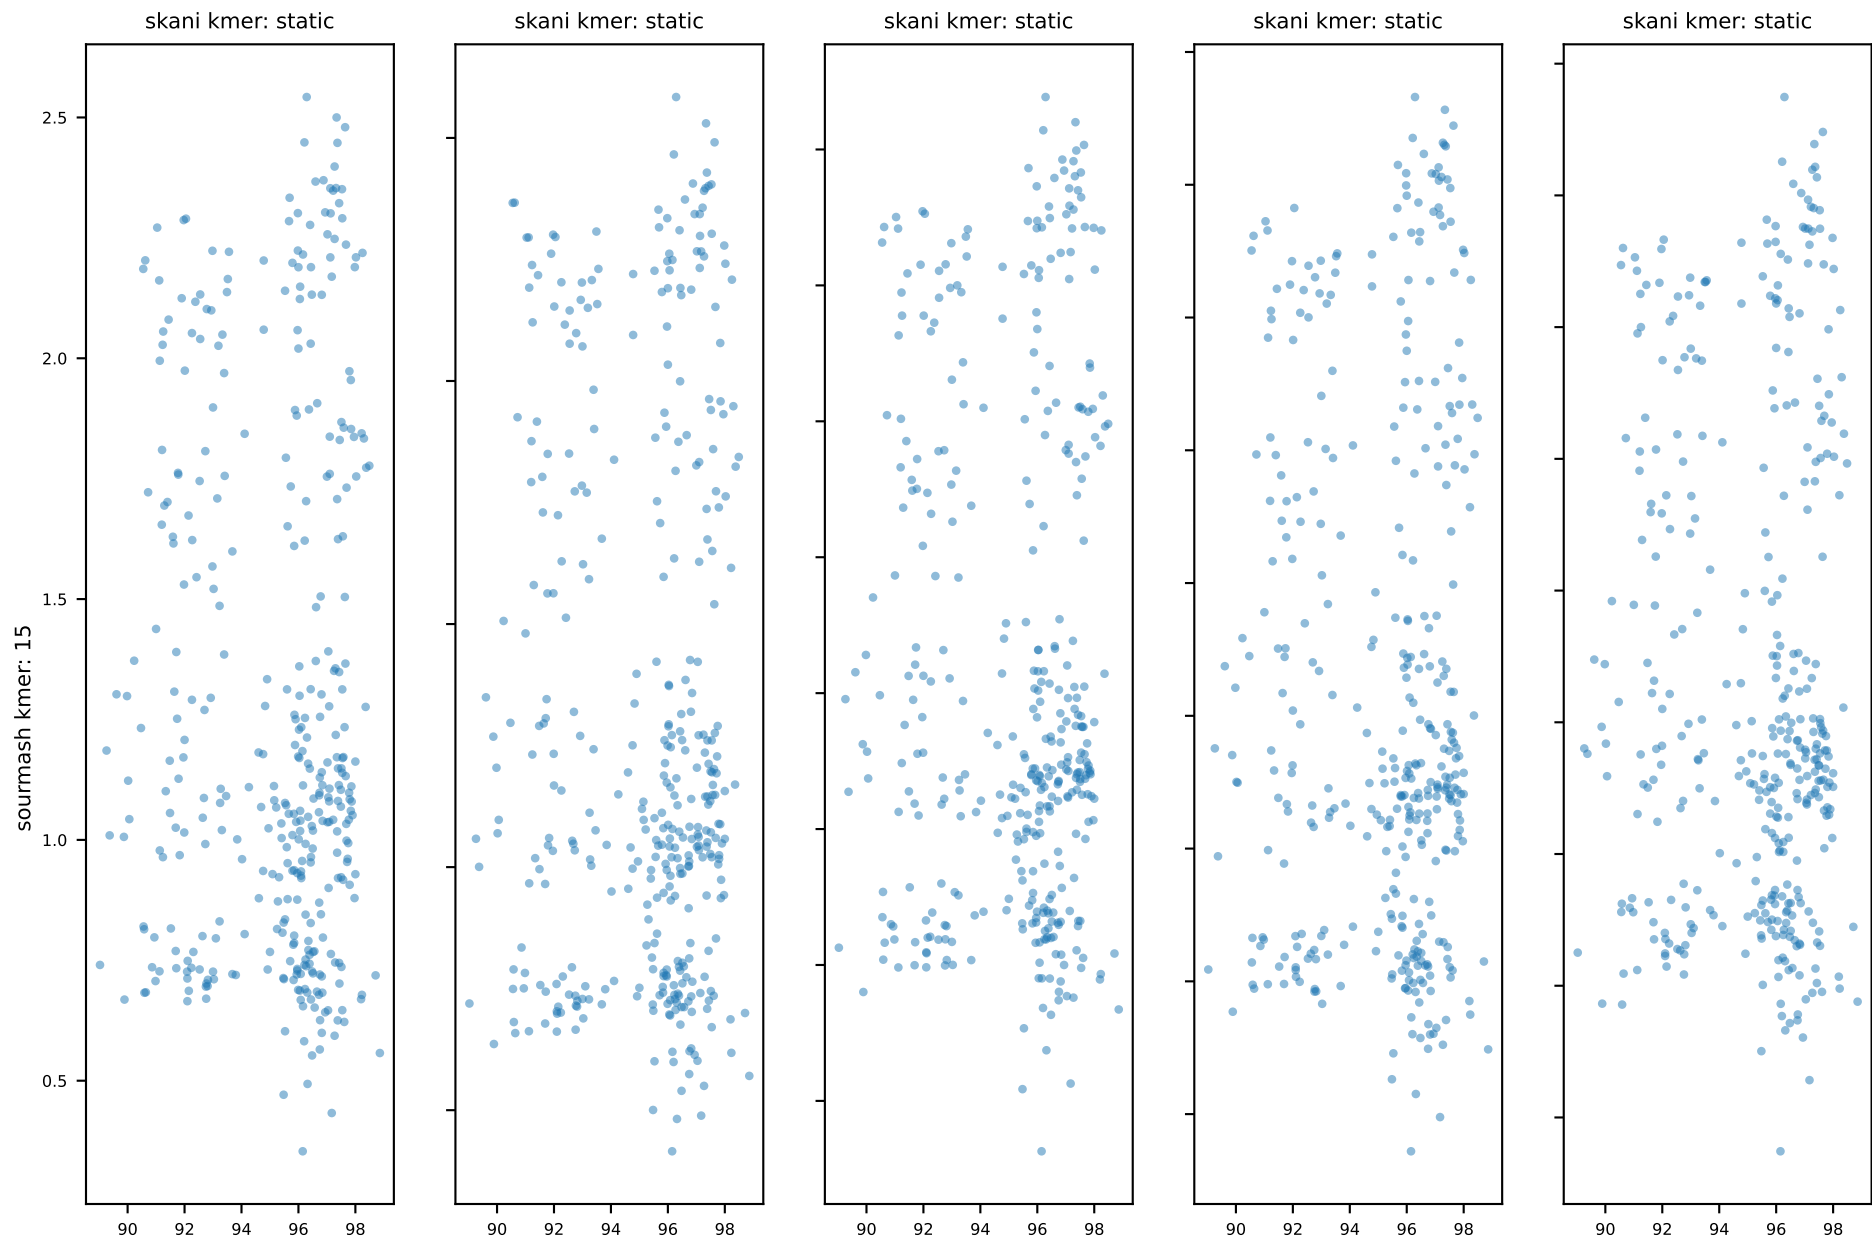 skani kmer: static skani kmer: static skani kmer: static skani kmer: static skani kmer: static
2.5
2.0
1.5
1.0
0.5
sourmash kmer: 15
90 92 94 96 98 90 92 94 96 98 90 92 94 96 98 90 92 94 96 98 90 92 94 96 98